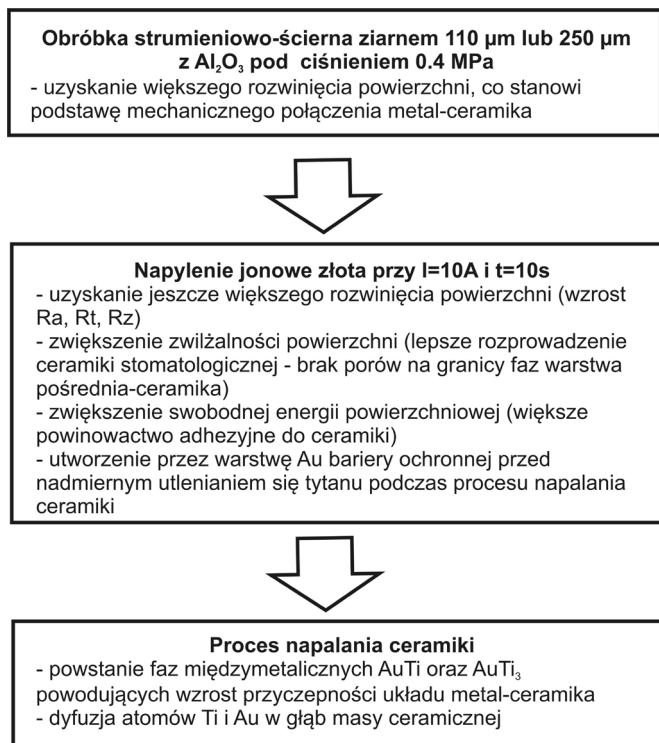 Obróbka strumieniowo-ścierna ziarnem 110 µm lub 250 µm
z Al₂O₃ pod ciśnieniem 0.4 MPa
- uzyskanie większego rozwinięcia powierzchni, co stanowi
podstawę mechanicznego połączenia metal-ceramika
Napylenie jonowe złota przy I=10A i t=10s
- uzyskanie jeszcze większego rozwinięcia powierzchni (wzrost
Ra, Rt, Rz)
- zwiększenie zwilżalności powierzchni (lepsze rozprowadzenie
ceramiki stomatologicznej - brak porów na granicy faz warstwa
pośrednia-ceramika)
- zwiększenie swobodnej energii powierzchniowej (większe
powinowactwo adhezyjne do ceramiki)
- utworzenie przez warstwę Au bariery ochronnej przed
nadmiernym utlenianiem się tytanu podczas procesu napalania
ceramiki
Proces napalania ceramiki
- powstanie faz międzymetalicznych AuTi oraz AuTi₃
powodujących wzrost przyczepności układu metal-ceramika
- dyfuzja atomów Ti i Au w głąb masy ceramicznej